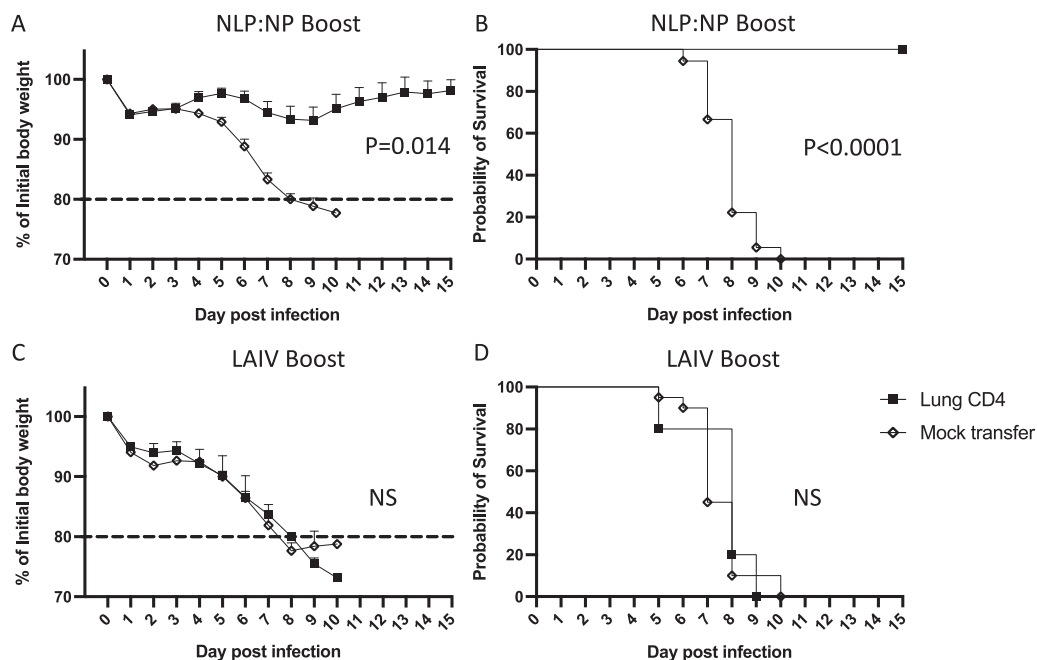 A
NLP:NP Boost
% of Initial body weight
100
90
80
70
P=0.014
0 1 2 3 4 5 6 7 8 9 10 11 12 13 14 15
Day post infection
B
NLP:NP Boost
Probability of Survival
100
80
60
40
20
0
P<0.0001
0 1 2 3 4 5 6 7 8 9 10 11 12 13 14 15
Day post infection
C
LAIV Boost
% of Initial body weight
100
90
80
70
NS
0 1 2 3 4 5 6 7 8 9 10 11 12 13 14 15
Day post infection
D
LAIV Boost
Probability of Survival
100
80
60
40
20
0
NS
0 1 2 3 4 5 6 7 8 9 10 11 12 13 14 15
Day post infection
Lung CD4
Mock transfer